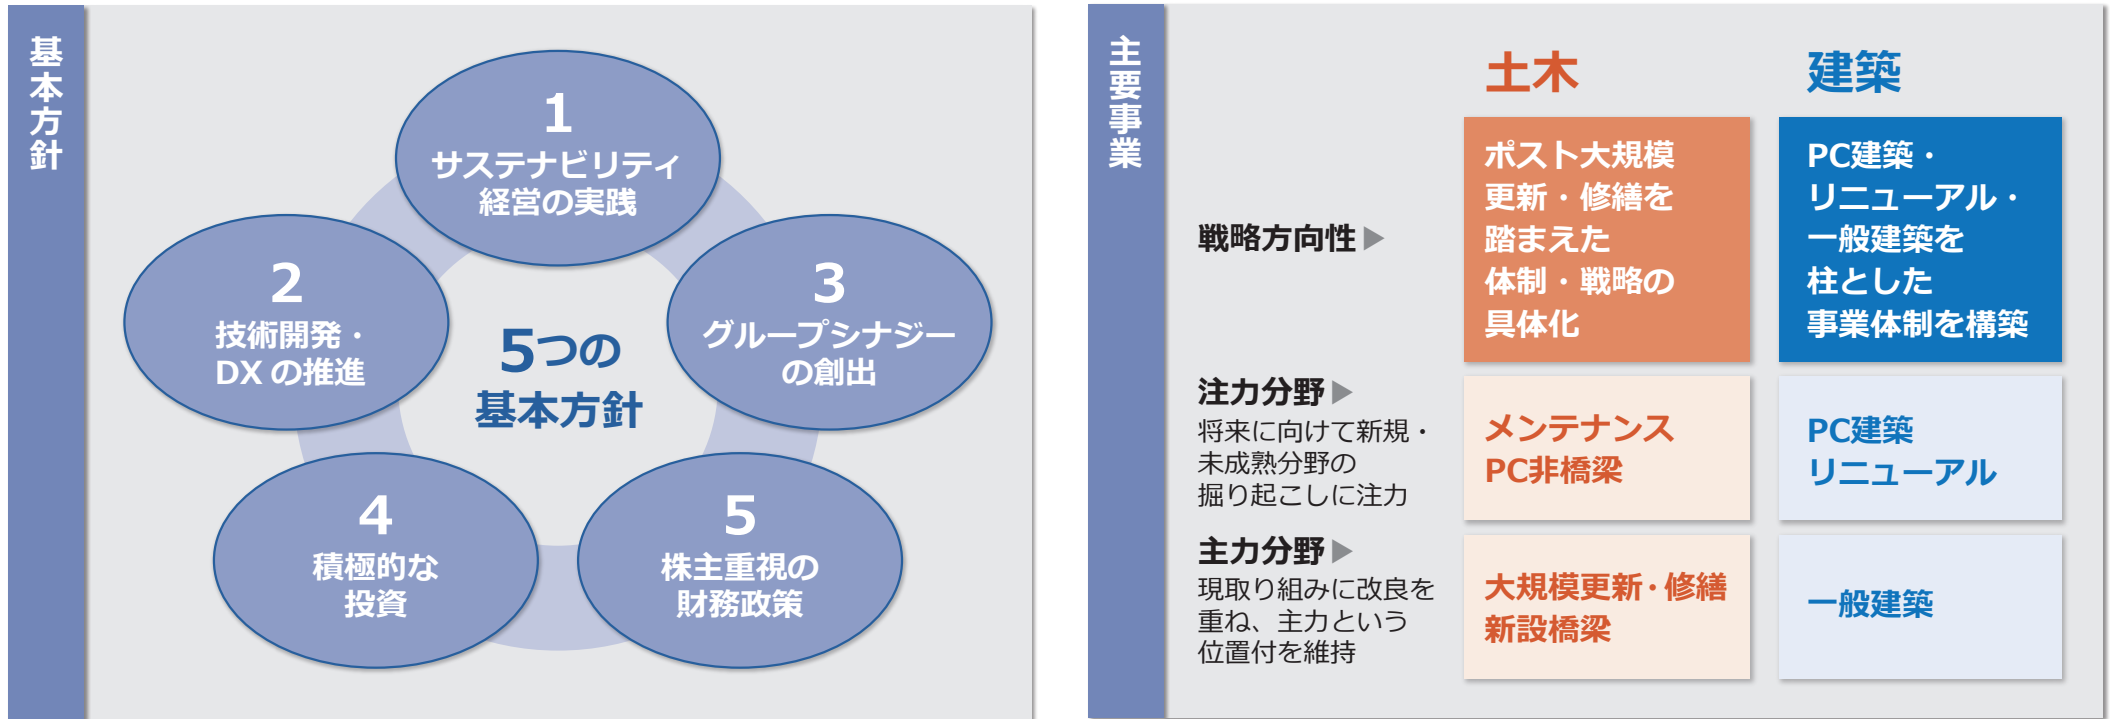 基本方針
1
サステナビリティ
経営の実践
2
技術開発・
DXの推進
3
グループシナジー
の創出
5つの
基本方針
4
積極的な
投資
5
株主重視の
財務政策
主要事業
土木
建築
戦略方向性▶
ポスト大規模
更新・修繕を
踏まえた
体制・戦略の
具体化
PC建築・
リニューアル・
一般建築を
柱とした
事業体制を構築
注力分野▶
将来に向けて新規・
未成熟分野の
掘り起こしに注力
メンテナンス
PC非橋梁
PC建築
リニューアル
主力分野▶
現取り組みに改良を
重ね、主力という
位置付を維持
大規模更新・修繕
新設橋梁
一般建築